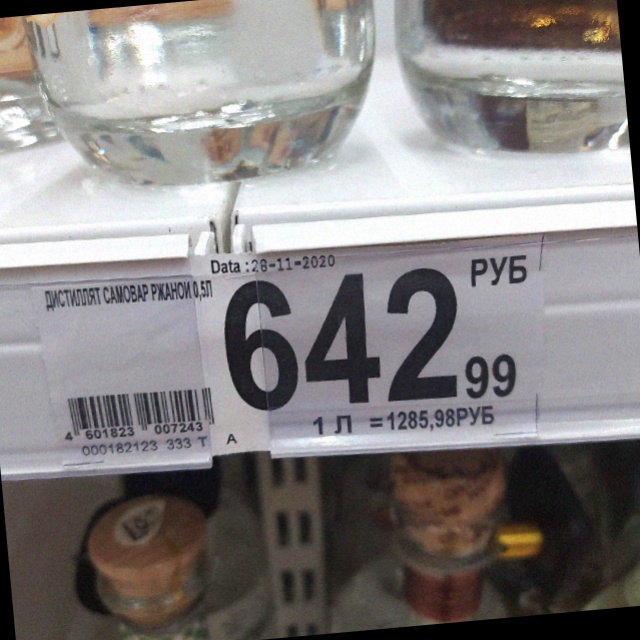 Data :28-11-2020
РУБ
ДИСТИЛЛЯТ САМОВАР РЖАНОЙ 0,5Л
642
99
4 601823 007243
1 Л =1285,98РУБ
000182123 333 Т
А